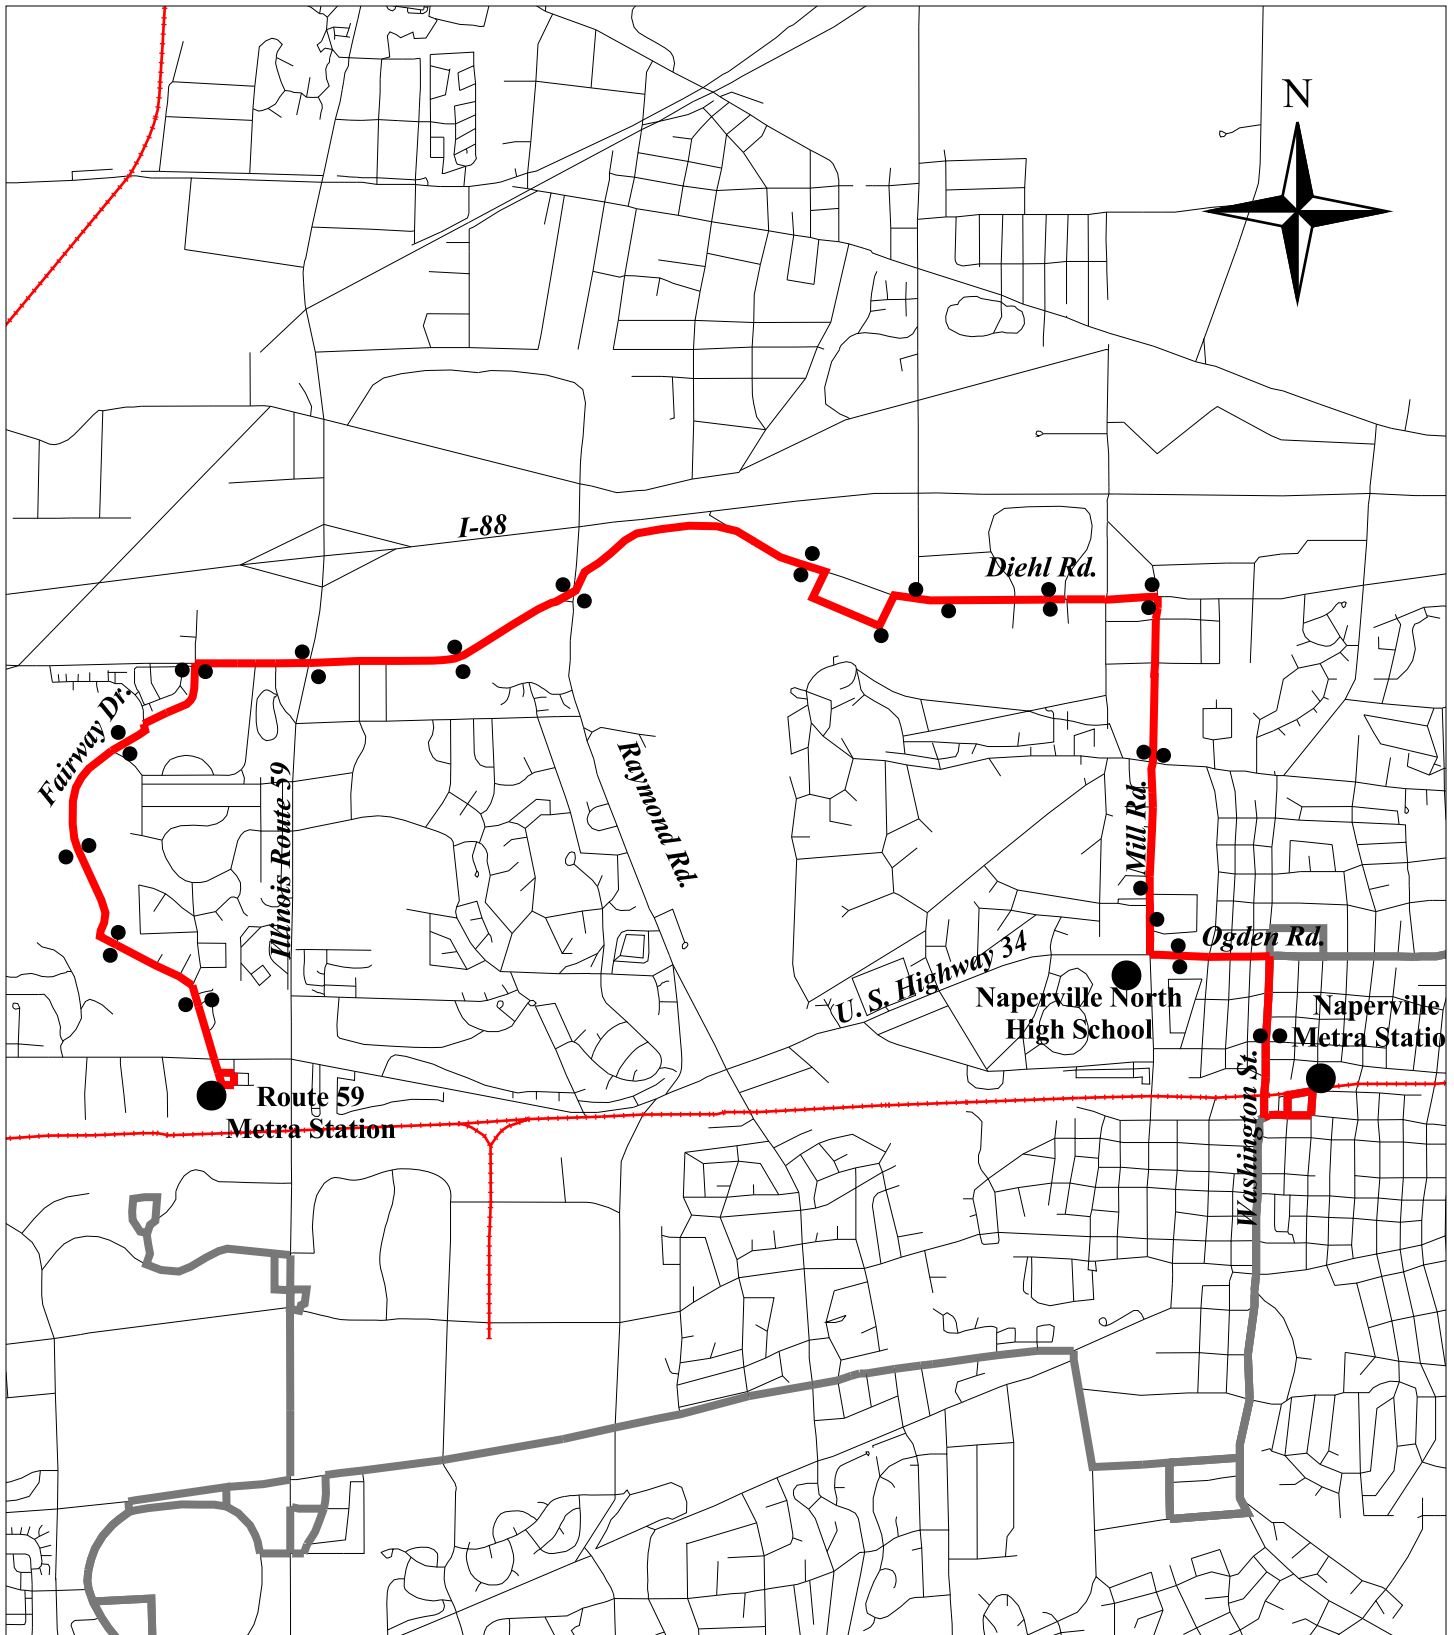 N
I-88
Diehl Rd.
Fairway Dr.
Illinois Route 59
Raymond Rd.
Mill Rd.
Ogden Rd.
U. S. Highway 34
Naperville North
High School
Naperville
Metra Statio
Washington St.
Route 59
Metra Station